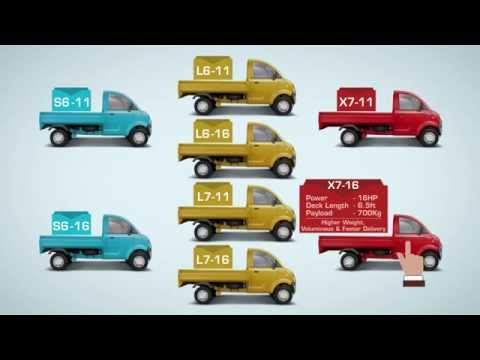 L6-11
S6-11
X7-11
L6-16
X7-16
Power - 16HP
Deck Length - 6.5ft
Payload - 700Kg
Higher Weight,
Voluminous & Faster Delivery
L7-11
S6-16
L7-16